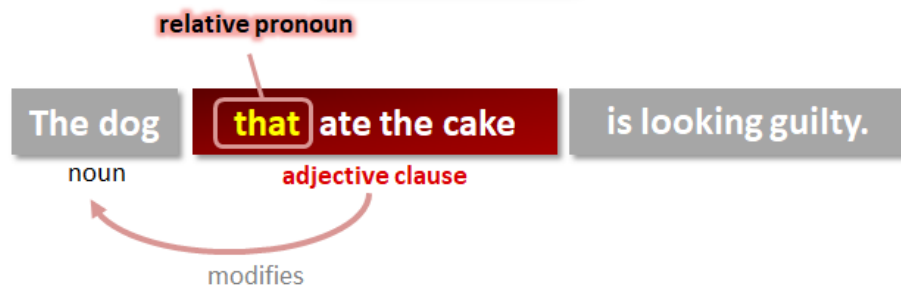 relative pronoun
The dog that ate the cake is looking guilty.
noun adjective clause
modifies